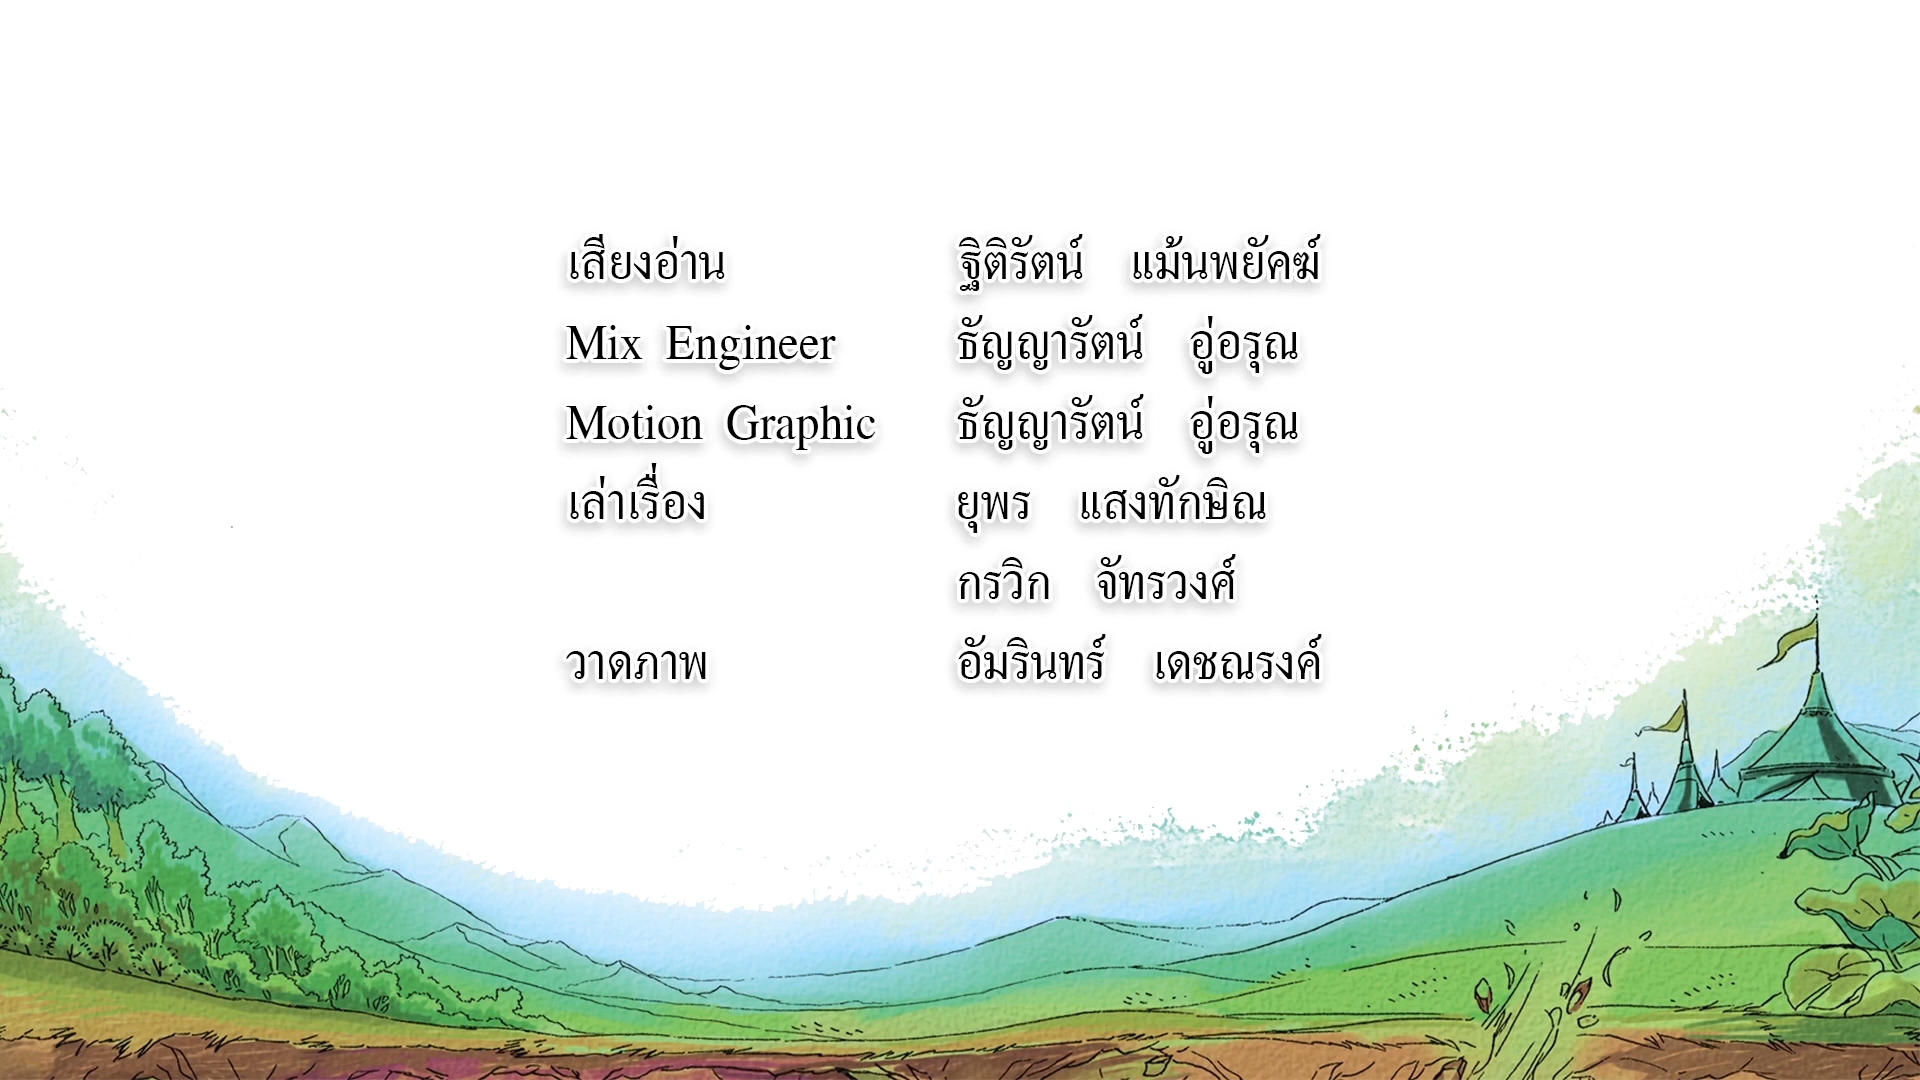 เสียงอ่าน ฐิติรัตน์ แม้นพยัคฆ์
Mix Engineer ธัญญารัตน์ อู่อรุณ
Motion Graphic ธัญญารัตน์ อู่อรุณ
เล่าเรื่อง ยุพร แสงทักษิณ
กรวิก จัทรวงศ์
วาดภาพ อัมรินทร์ เดชณรงค์